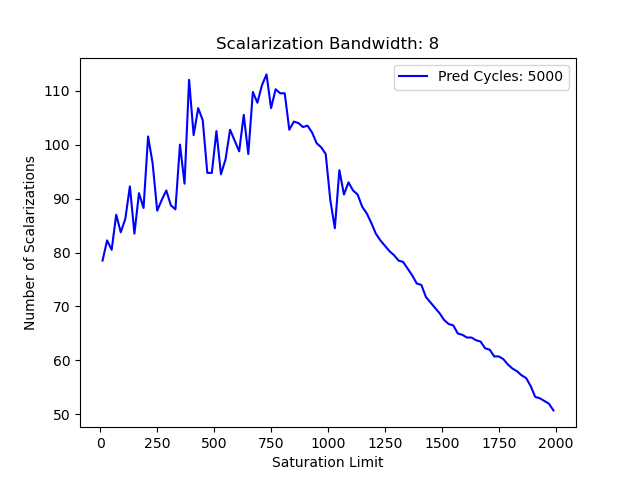 Scalarization Bandwidth: 8
Pred Cycles: 5000
Number of Scalarizations
110
100
90
80
70
60
50
0 250 500 750 1000 1250 1500 1750 2000
Saturation Limit